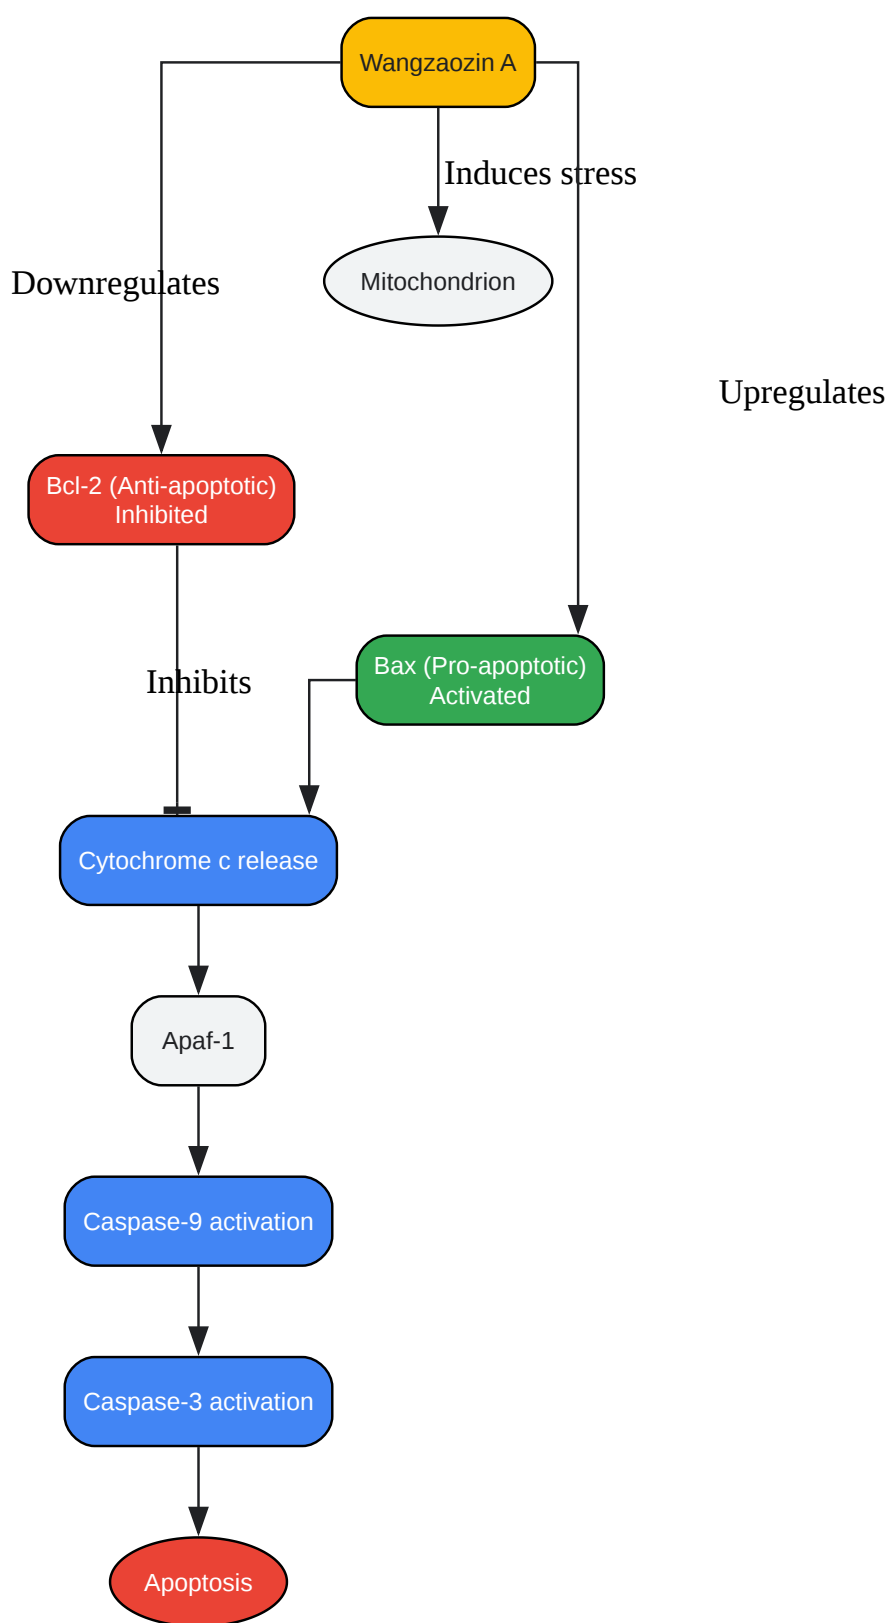 Wangzaozin A
Induces stress
Downregulates
Mitochondrion
Upregulates
Bcl-2 (Anti-apoptotic)
Inhibited
Inhibits
Bax (Pro-apoptotic)
Activated
Cytochrome c release
Apaf-1
Caspase-9 activation
Caspase-3 activation
Apoptosis